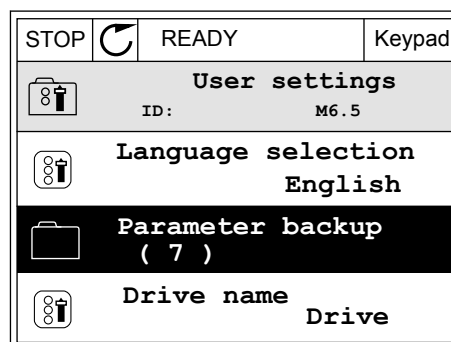 STOP READY Keypad
User settings
ID: M6.5
Language selection
English
Parameter backup
( 7 )
Drive name
Drive